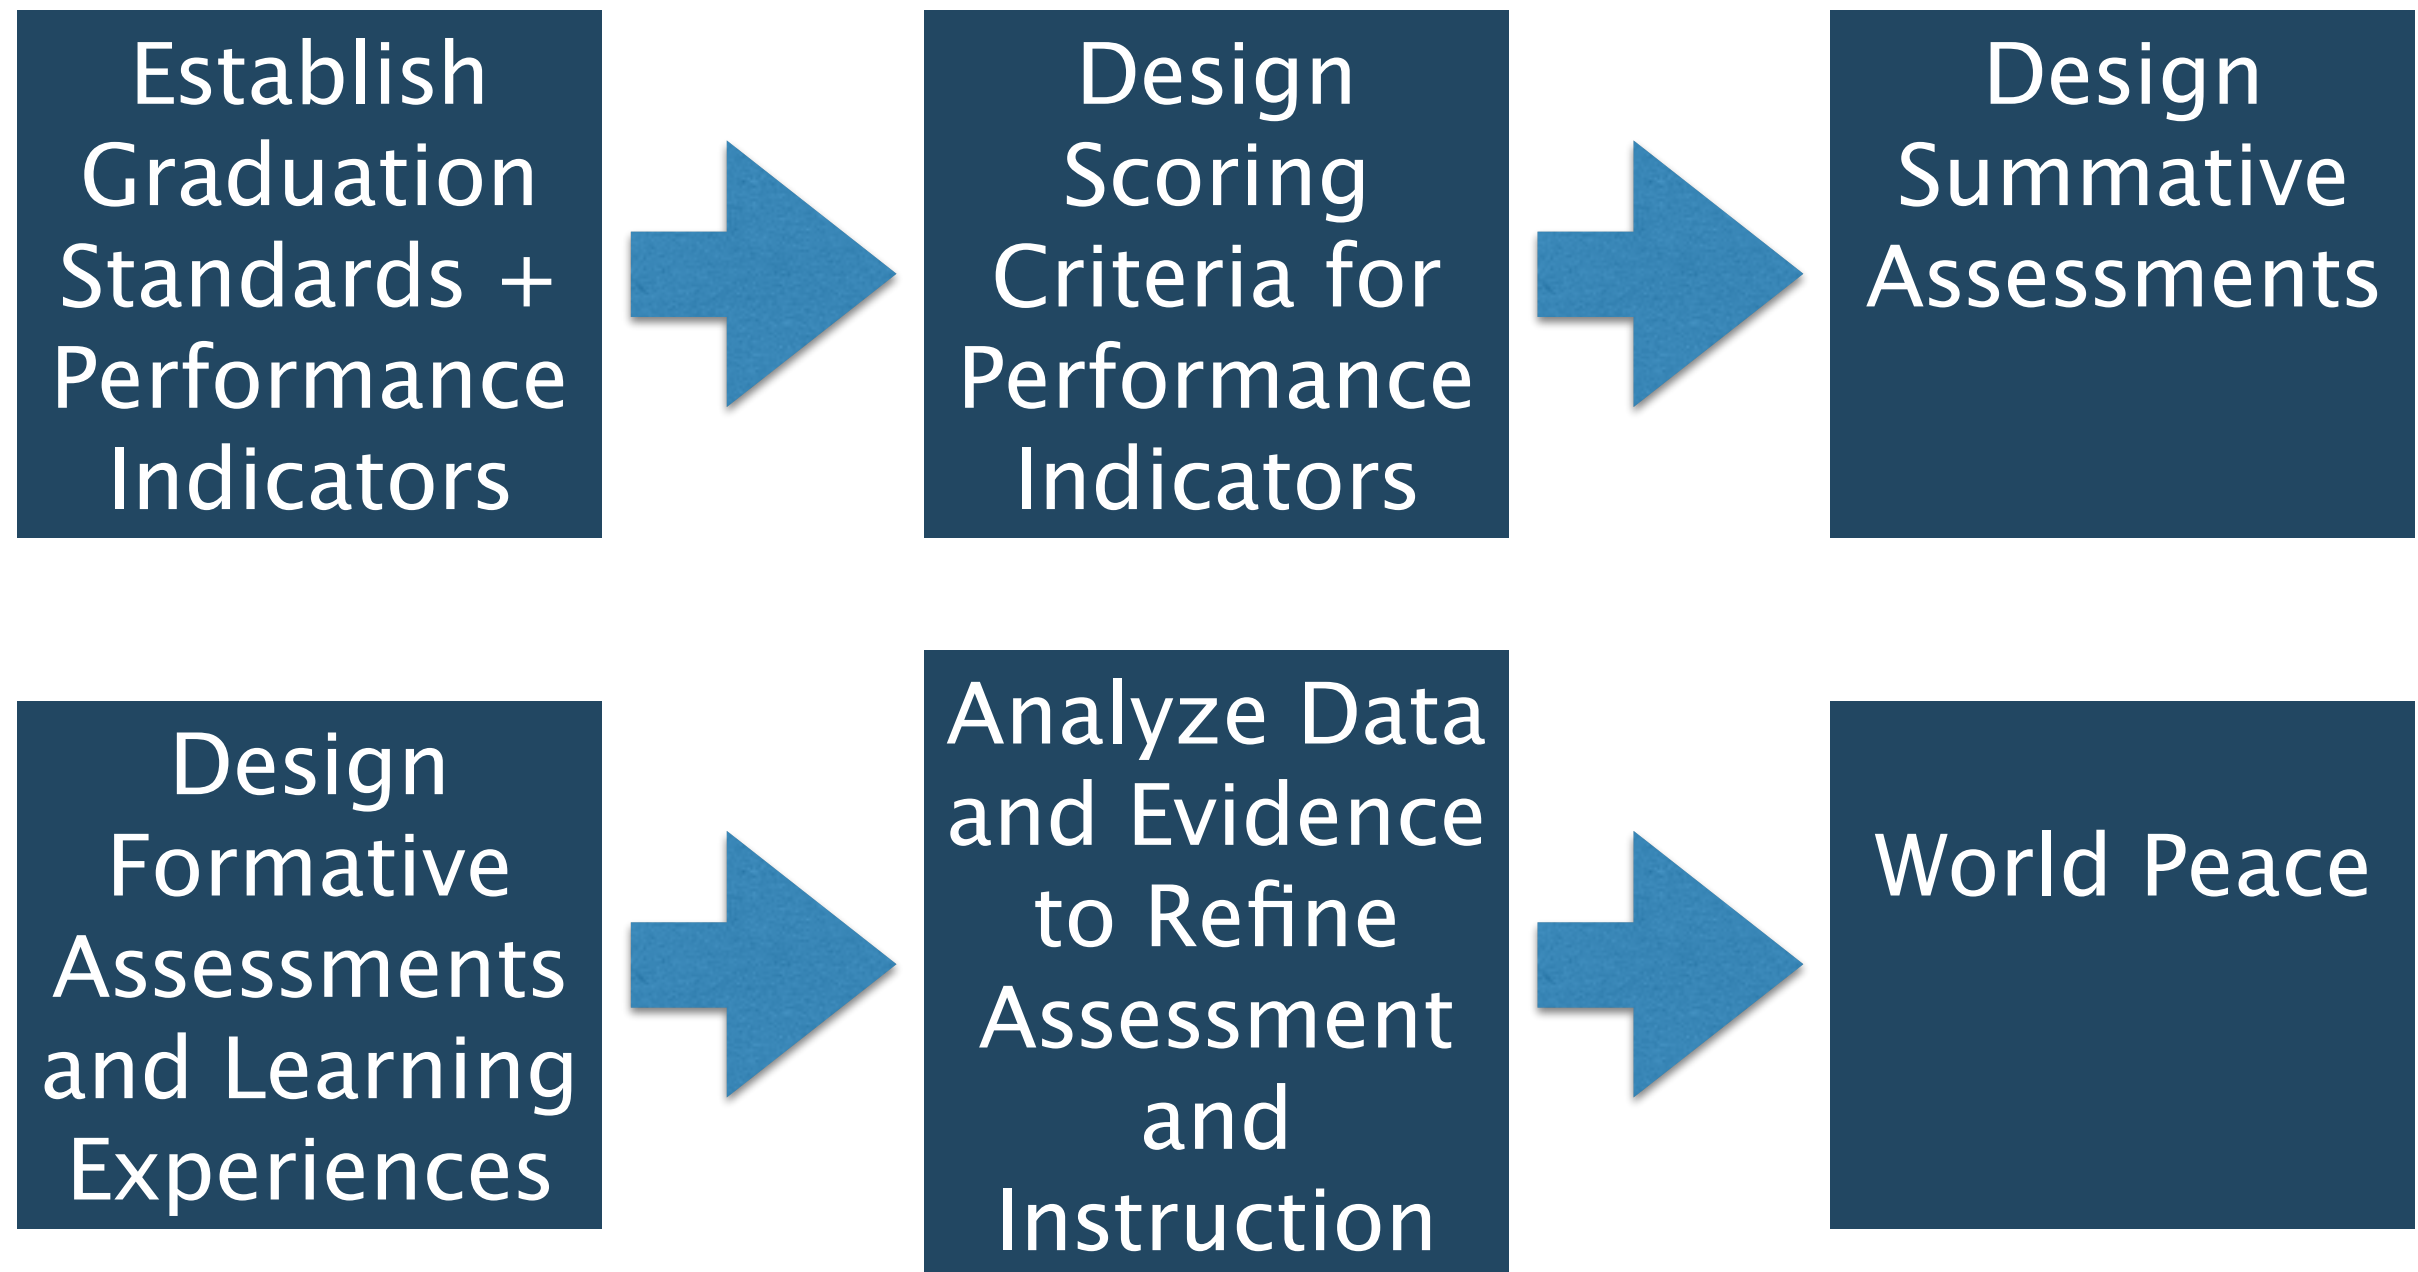 Establish
Graduation
Standards +
Performance
Indicators
Design
Scoring
Criteria for
Performance
Indicators
Design
Summative
Assessments
Design
Formative
Assessments
and Learning
Experiences
Analyze Data
and Evidence
to Refine
Assessment
and
Instruction
World Peace